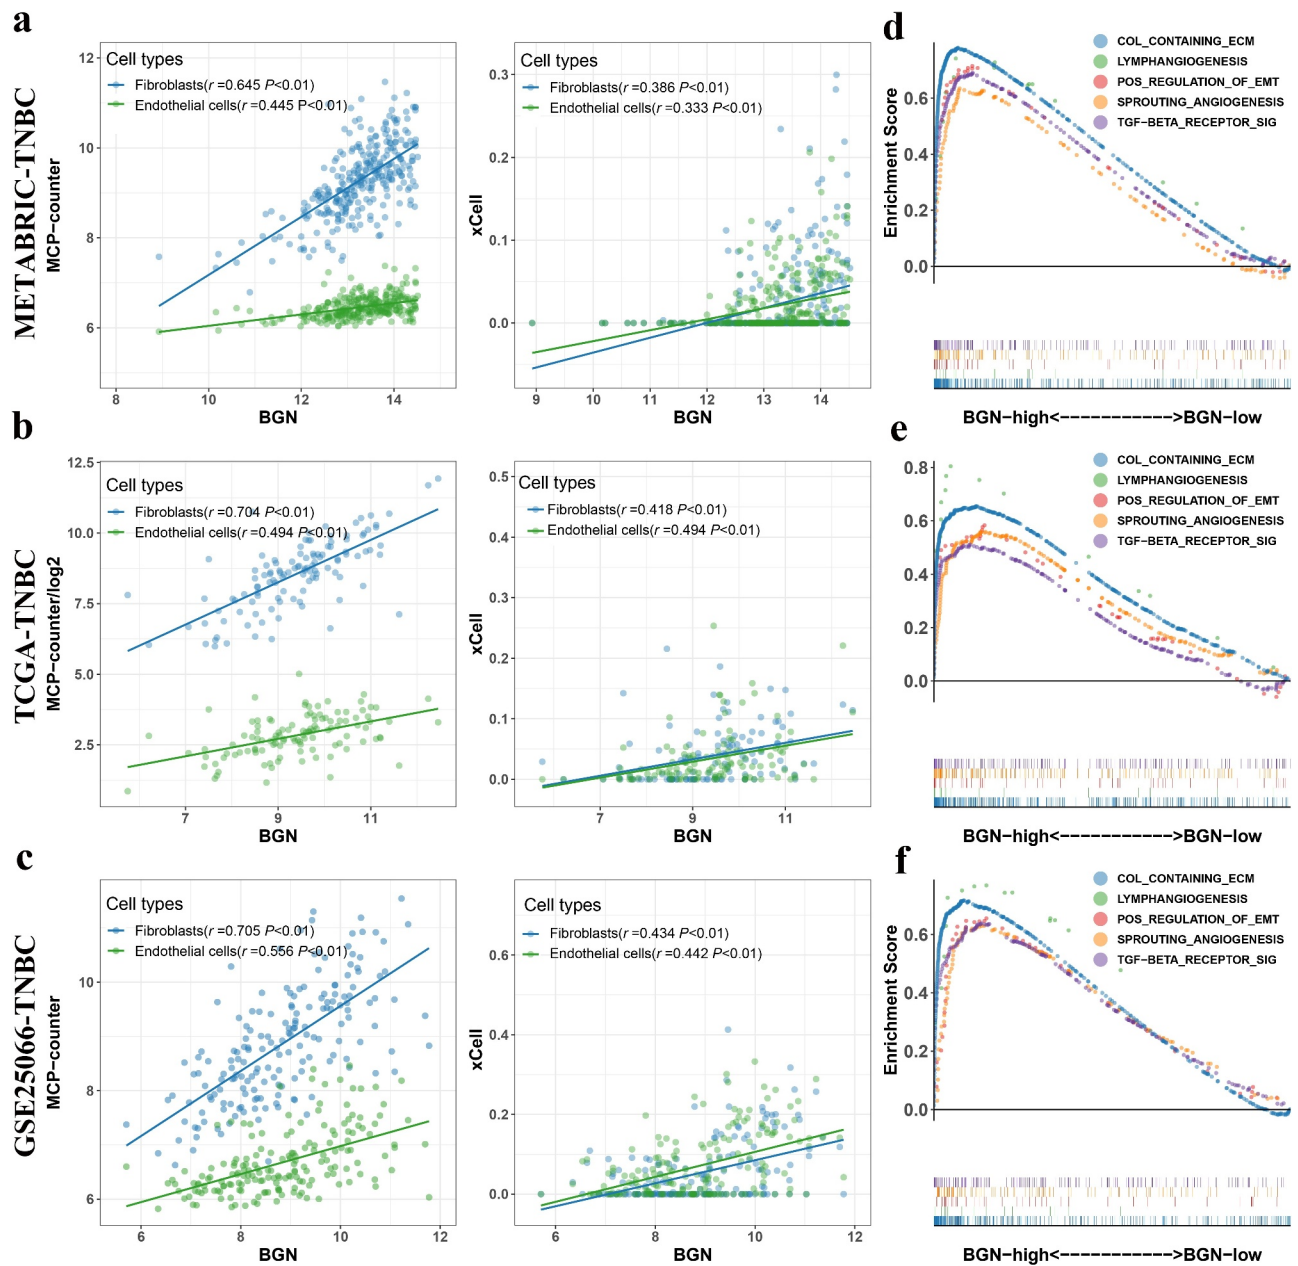 a
METABRIC-TNBC
MCP-counter
Cell types
Fibroblasts(r =0.645 P<0.01)
Endothelial cells(r =0.445 P<0.01)
12
10
8
6
8
10
12
14
BGN
xCell
Cell types
Fibroblasts(r =0.386 P<0.01)
Endothelial cells(r =0.333 P<0.01)
0.3
0.2
0.1
0.0
9
10
11
12
13
14
BGN
d
Enrichment Score
COL_CONTAINING_ECM
LYMPHANGIOGENESIS
POS_REGULATION_OF_EMT
SPROUTING_ANGIOGENESIS
TGF-BETA_RECEPTOR_SIG
0.6
0.4
0.2
0.0
BGN-high<------------>BGN-low
b
TCGA-TNBC
MCP-counter/log2
Cell types
Fibroblasts(r =0.704 P<0.01)
Endothelial cells(r =0.494 P<0.01)
12.5
10.0
7.5
5.0
2.5
7
9
11
BGN
xCell
Cell types
Fibroblasts(r =0.418 P<0.01)
Endothelial cells(r =0.494 P<0.01)
0.5
0.4
0.3
0.2
0.1
0.0
7
9
11
BGN
e
Enrichment Score
COL_CONTAINING_ECM
LYMPHANGIOGENESIS
POS_REGULATION_OF_EMT
SPROUTING_ANGIOGENESIS
TGF-BETA_RECEPTOR_SIG
0.8
0.6
0.4
0.2
0.0
BGN-high<------------>BGN-low
c
GSE25066-TNBC
MCP-counter
Cell types
Fibroblasts(r =0.705 P<0.01)
Endothelial cells(r =0.556 P<0.01)
10
8
6
6
8
10
12
BGN
xCell
Cell types
Fibroblasts(r =0.434 P<0.01)
Endothelial cells(r =0.442 P<0.01)
0.6
0.4
0.2
0.0
6
8
10
12
BGN
f
Enrichment Score
COL_CONTAINING_ECM
LYMPHANGIOGENESIS
POS_REGULATION_OF_EMT
SPROUTING_ANGIOGENESIS
TGF-BETA_RECEPTOR_SIG
0.6
0.4
0.2
0.0
BGN-high<------------>BGN-low